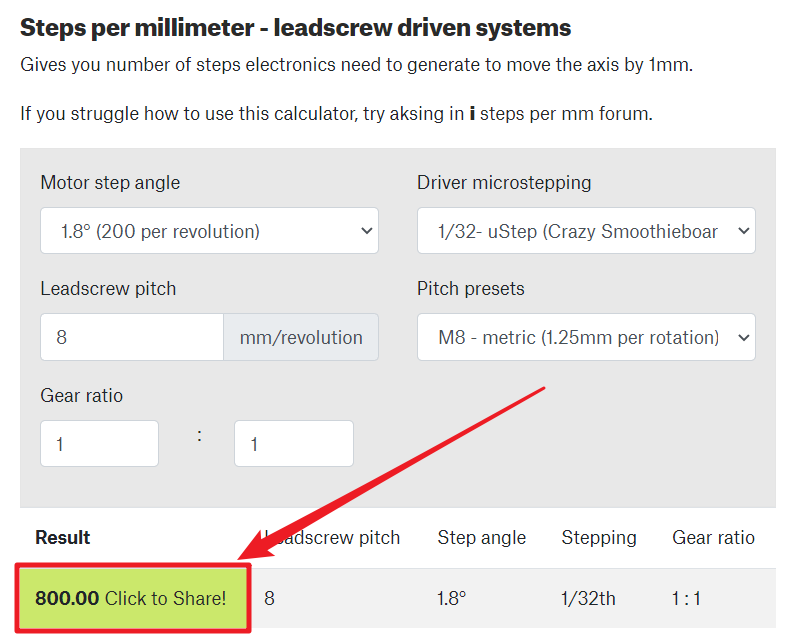 Steps per millimeter - leadscrew driven systems
Gives you number of steps electronics need to generate to move the axis by 1mm.
If you struggle how to use this calculator, try aksing in i steps per mm forum.
Motor step angle
Driver microstepping
1.8° (200 per revolution)
1/32- uStep (Crazy Smoothieboar
Leadscrew pitch
Pitch presets
8
mm/revolution
M8 - metric (1.25mm per rotation)
Gear ratio
1
:
1
Result
Leadscrew pitch
Step angle
Stepping
Gear ratio
800.00 Click to Share!
8
1.8°
1/32th
1 : 1